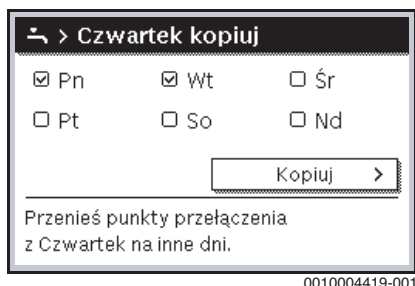 > Czwartek kopiuj
☑ Pn ☑ Wt ☐ Śr
☐ Pt ☐ So ☐ Nd
Kopiuj >
Przenieś punkty przełączenia
z Czwartek na inne dni.
0010004419-001